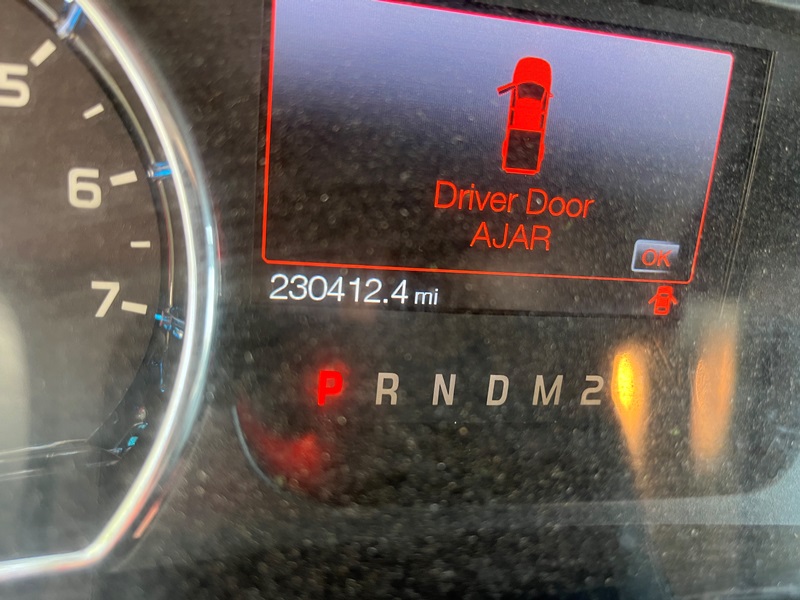 5
6
7
Driver Door
AJAR
OK
230412.4 mi
P R N D M 2